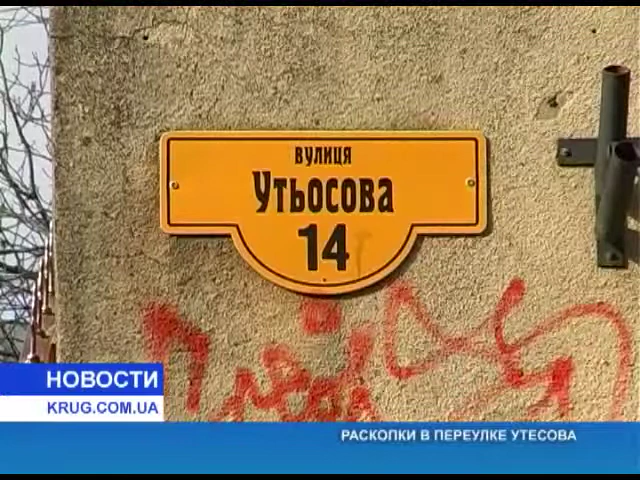 вулиця
Утьосова
14
НОВОСТИ
KRUG.COM.UA
РАСКОПКИ В ПЕРЕУЛКЕ УТЕСОВА